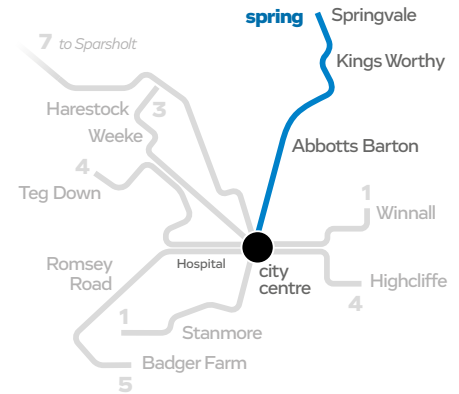 spring
Springvale
7 to Sparsholt
Kings Worthy
Harestock
3
Weeke
Abbotts Barton
4
Teg Down
1
Winnall
Romsey
Road
Hospital
city
centre
Highcliffe
4
1
Stanmore
Badger Farm
5